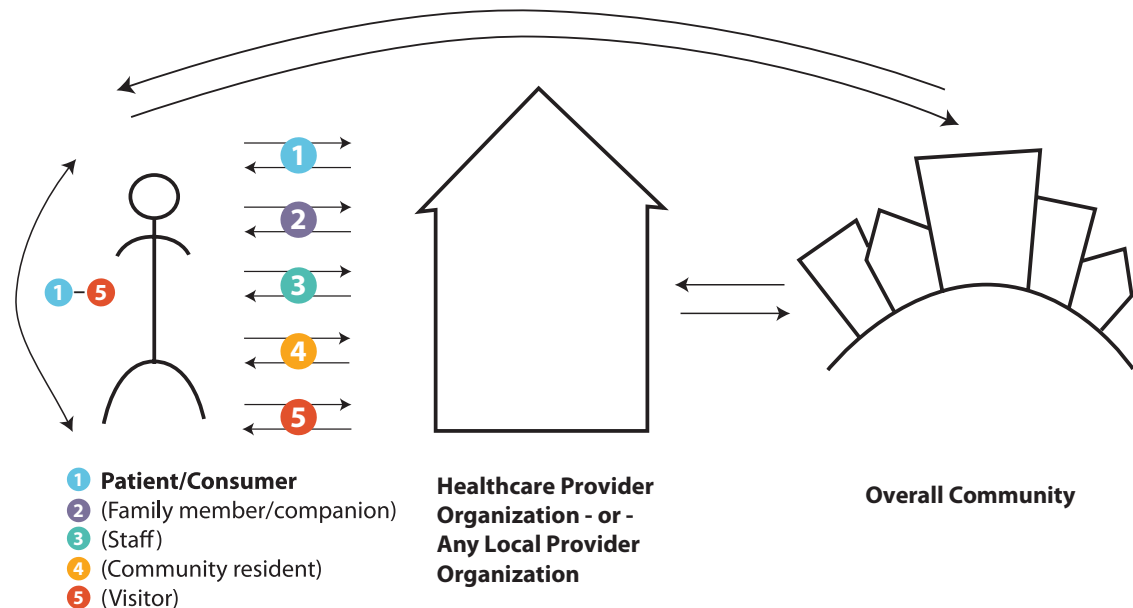 1
2
3
1–5
4
5
1 Patient/Consumer
2 (Family member/companion)
3 (Staff)
4 (Community resident)
5 (Visitor)
Healthcare Provider
Organization - or -
Any Local Provider
Organization
Overall Community